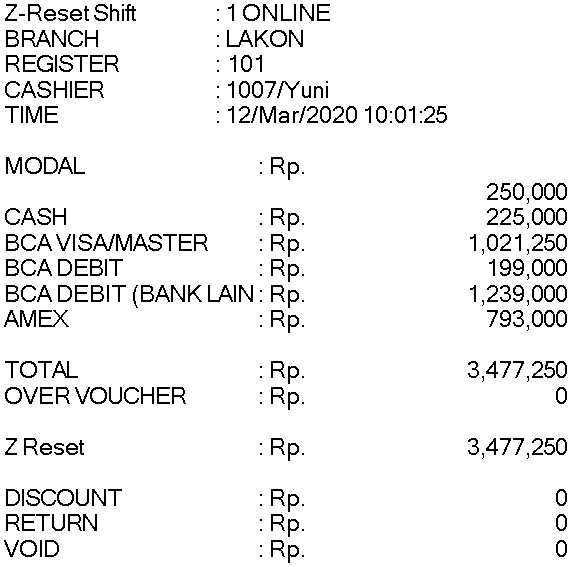 Z-Reset Shift : 1 ONLINE
BRANCH : LAKON
REGISTER : 101
CASHIER : 1007/Yuni
TIME : 12/Mar/2020 10:01:25
MODAL : Rp.
250,000
CASH : Rp. 225,000
BCA VISA/MASTER : Rp. 1,021,250
BCA DEBIT : Rp. 199,000
BCA DEBIT (BANK LAIN : Rp. 1,239,000
AMEX : Rp. 793,000
TOTAL : Rp. 3,477,250
OVER VOUCHER : Rp. 0
Z Reset : Rp. 3,477,250
DISCOUNT : Rp. 0
RETURN : Rp. 0
VOID : Rp. 0